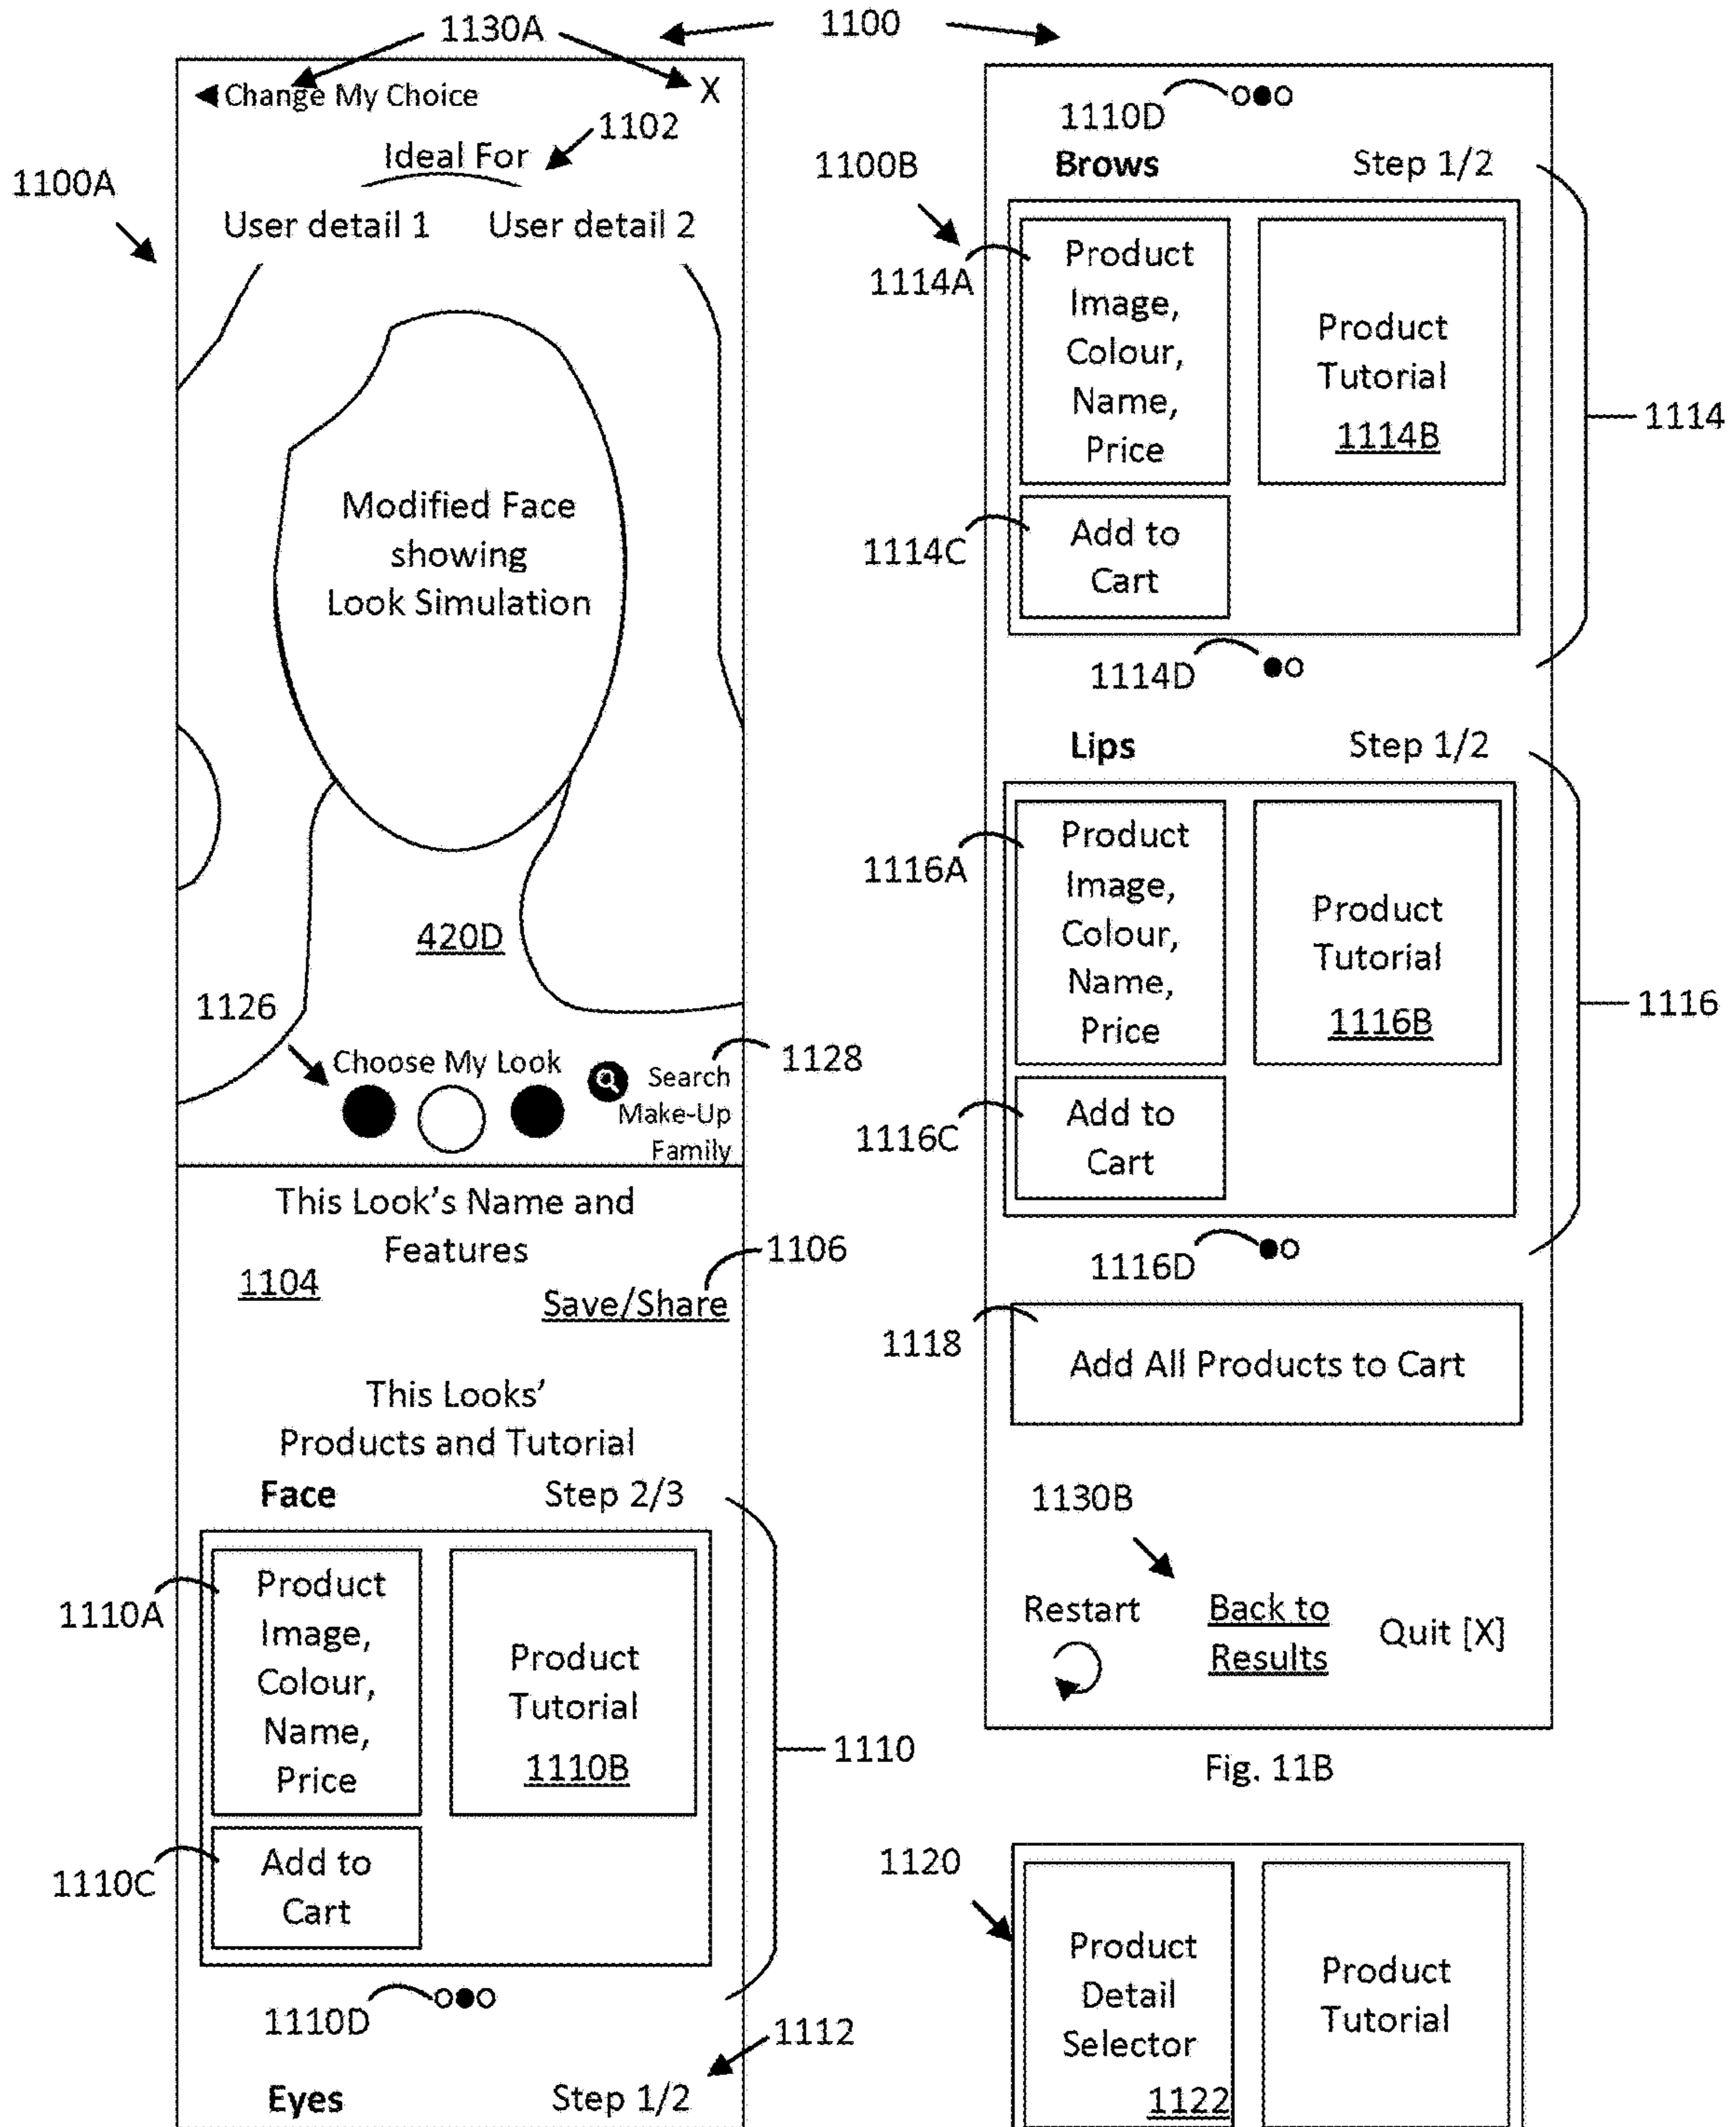 1130A
1100
Change My Choice
X
1102
Ideal For
1100A
User detail 1
User detail 2
Modified Face
showing
Look Simulation
420D
1126
Choose My Look
Search
Make-Up
Family
1128
This Look's Name and
Features
1104
1106
Save/Share
This Looks'
Products and Tutorial
Face
Step 2/3
1110A
Product
Image,
Colour,
Name,
Price
Product
Tutorial
1110B
1110
1110C
Add to
Cart
1110D
1112
Eyes
Step 1/2
1110D
1100B
Brows
Step 1/2
1114A
Product
Image,
Colour,
Name,
Price
Product
Tutorial
1114B
1114
1114C
Add to
Cart
1114D
Lips
Step 1/2
1116A
Product
Image,
Colour,
Name,
Price
Product
Tutorial
1116B
1116
1116C
Add to
Cart
1116D
1118
Add All Products to Cart
1130B
Restart
Back to
Results
Quit [X]
Fig. 11B
1120
Product
Detail
Selector
1122
Product
Tutorial